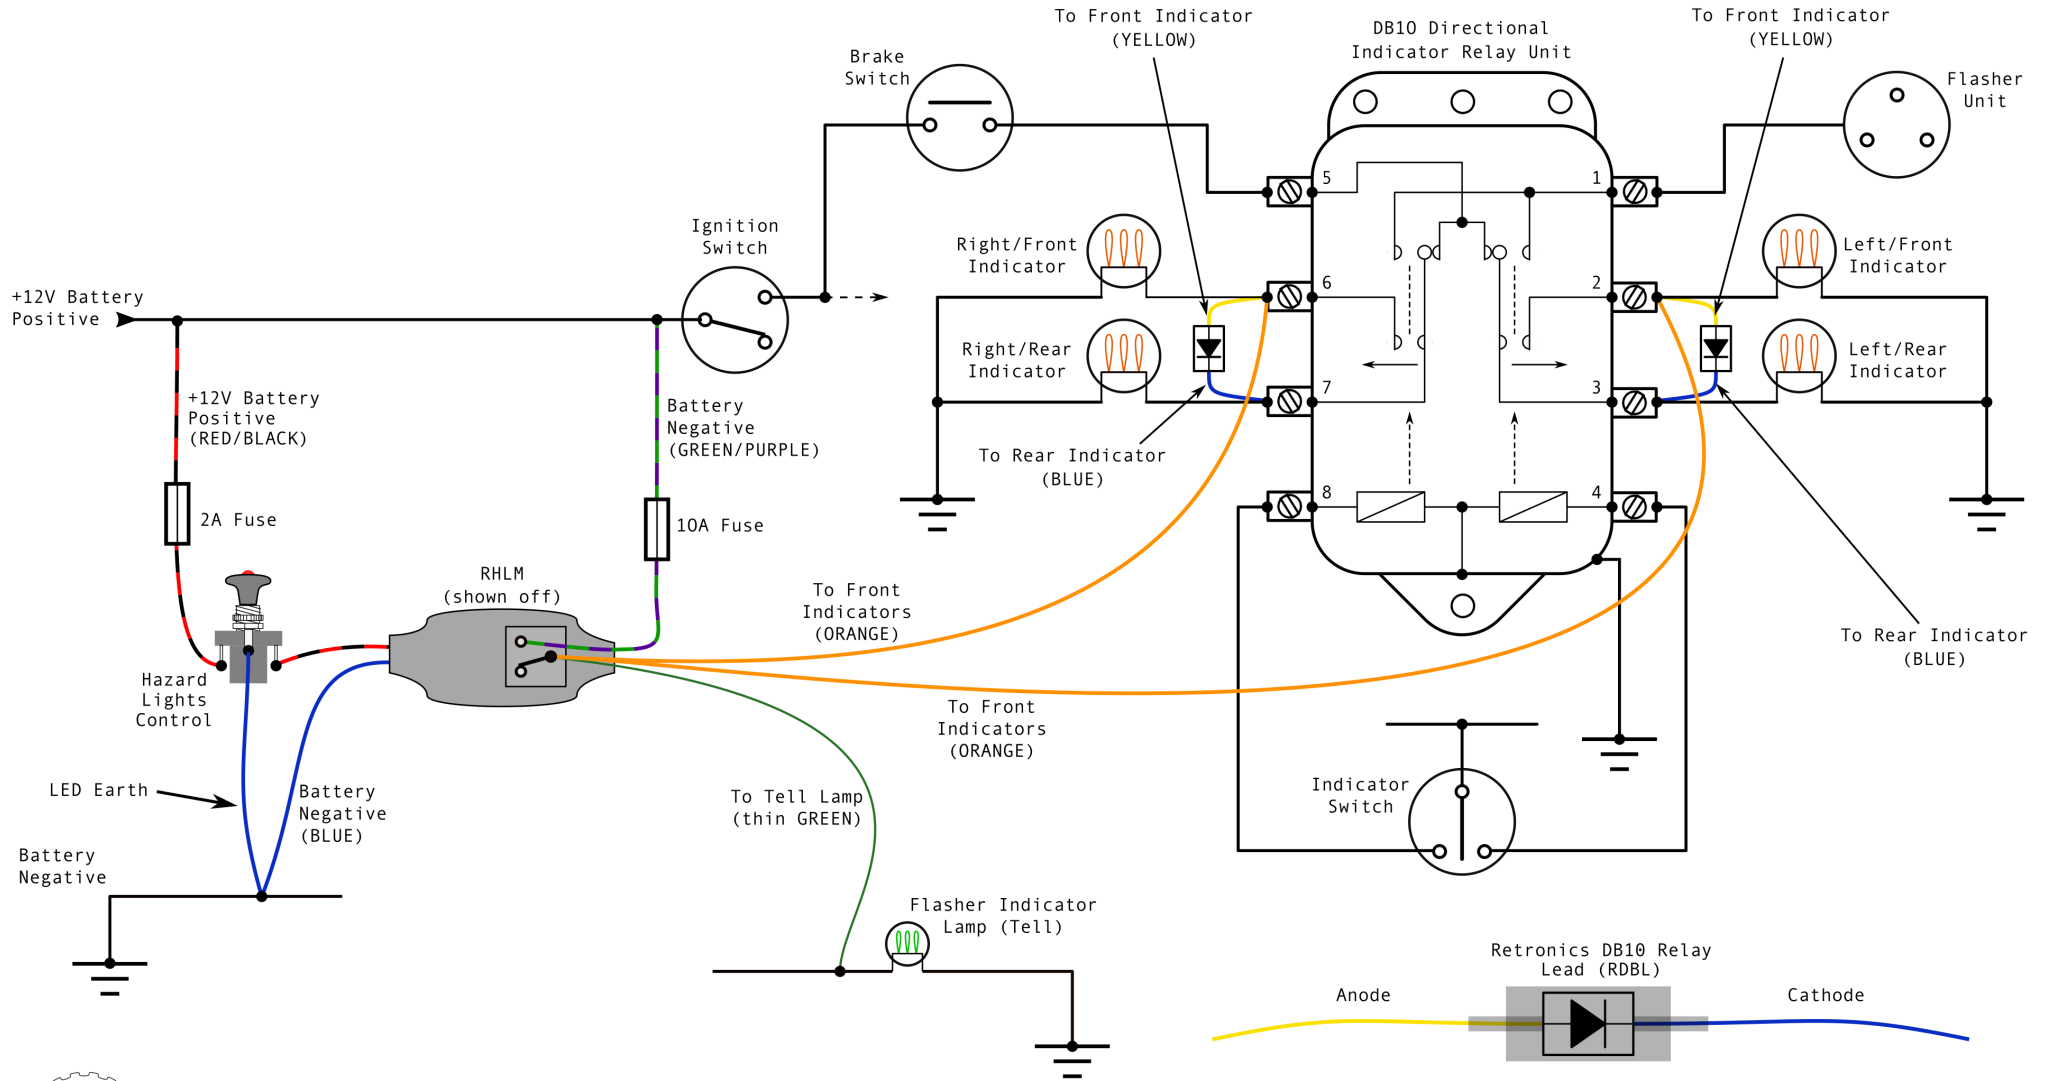 To Front Indicator
(YELLOW)
DB10 Directional
Indicator Relay Unit
To Front Indicator
(YELLOW)
Brake
Switch
Flasher
Unit
Ignition
Switch
5
1
Right/Front
Indicator
6
2
Left/Front
Indicator
+12V Battery
Positive
Right/Rear
Indicator
7
3
Left/Rear
Indicator
+12V Battery
Positive
(RED/BLACK)
Battery
Negative
(GREEN/PURPLE)
To Rear Indicator
(BLUE)
8
4
2A Fuse
10A Fuse
RHLM
(shown off)
To Front
Indicators
(ORANGE)
To Rear Indicator
(BLUE)
Hazard
Lights
Control
To Front
Indicators
(ORANGE)
LED Earth
Battery
Negative
(BLUE)
To Tell Lamp
(thin GREEN)
Indicator
Switch
Battery
Negative
Flasher Indicator
Lamp (Tell)
Retronics DB10 Relay
Lead (RDBL)
Anode
Cathode